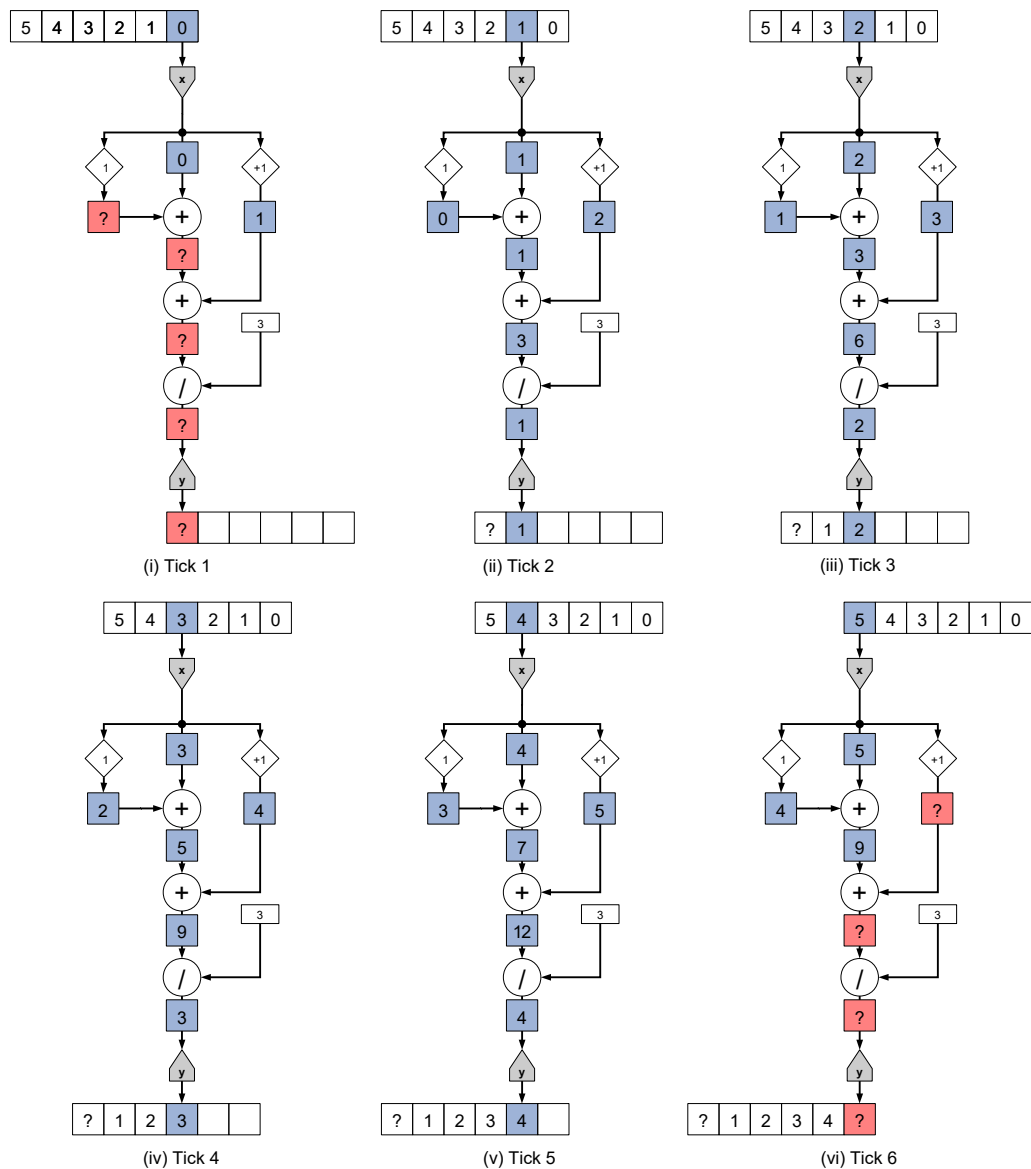 5 4 3 2 1 0
5 4 3 2 1 0
5 4 3 2 1 0
x
x
x
1 0 +1
1 1 +1
1 2 +1
? + 1
0 + 2
1 + 3
?
1
3
+
+
+
? 3
3 3
6 3
/
/
/
?
1
2
y
y
y
?
? 1
? 1 2
(i) Tick 1
(ii) Tick 2
(iii) Tick 3
5 4 3 2 1 0
5 4 3 2 1 0
5 4 3 2 1 0
x
x
x
1 3 +1
1 4 +1
1 5 +1
2 + 4
3 + 5
4 + ?
5
7
9
+
+
+
9 3
12 3
? 3
/
/
/
3
4
?
y
y
y
? 1 2 3
? 1 2 3 4
? 1 2 3 4 ?
(iv) Tick 4
(v) Tick 5
(vi) Tick 6